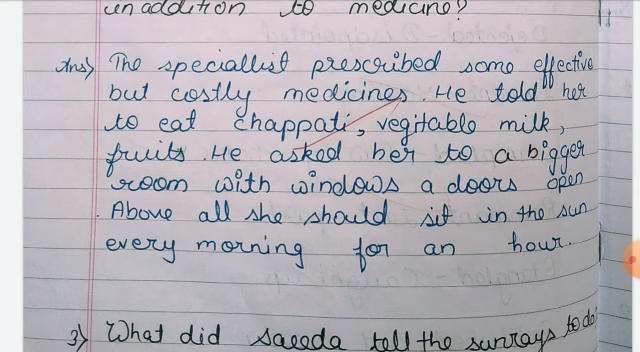 in addition to medicine?
Ans) The speciallist prescribed some effective
but costly medicines. He told " her
to eat chappati, vegitable milk,
fruits. He asked her to a bigger
room with windows a doors open
Above all she should sit in the sun
every morning for an hour.
3) What did saeeda tell the sunrays to do?